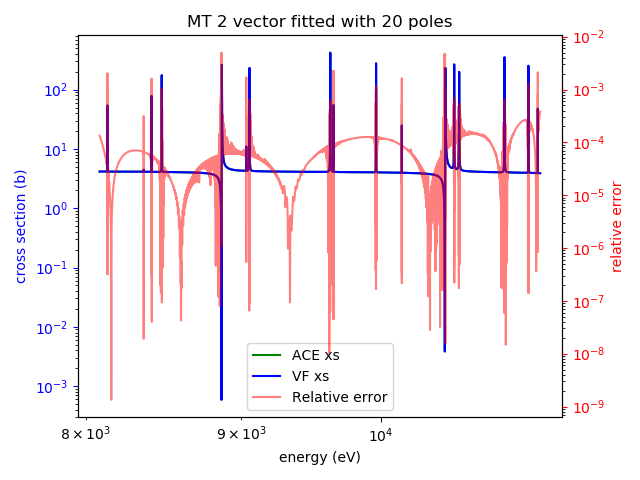 MT 2 vector fitted with 20 poles
cross section (b)
10²
10¹
10⁰
10⁻¹
10⁻²
10⁻³
10⁻²
10⁻³
10⁻⁴
10⁻⁵
10⁻⁶
10⁻⁷
10⁻⁸
10⁻⁹
relative error
ACE xs
VF xs
Relative error
8 × 10³
9 × 10³
10⁴
energy (eV)